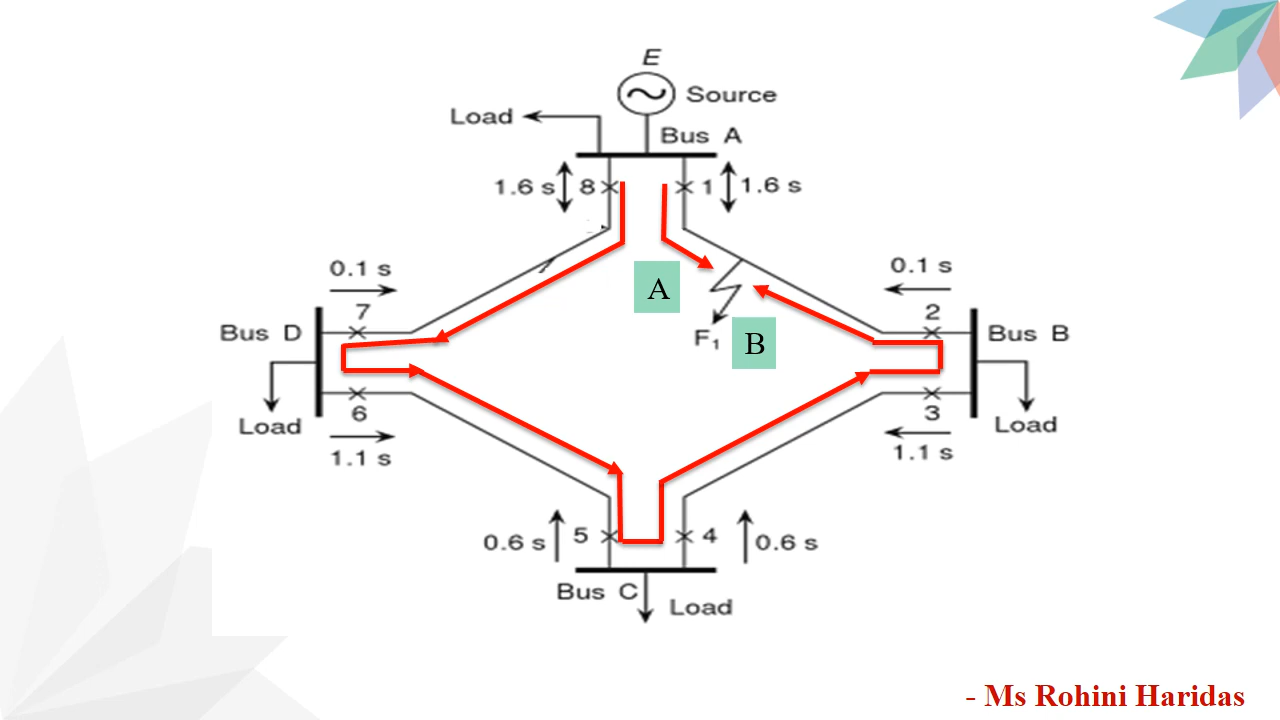 E
Source
Load
Bus A
1.6 s
8
1
1.6 s
0.1 s
7
Bus D
6
Load
1.1 s
A
F1
B
0.1 s
2
Bus B
3
Load
1.1 s
0.6 s
5
4
0.6 s
Bus C
Load
- Ms Rohini Haridas